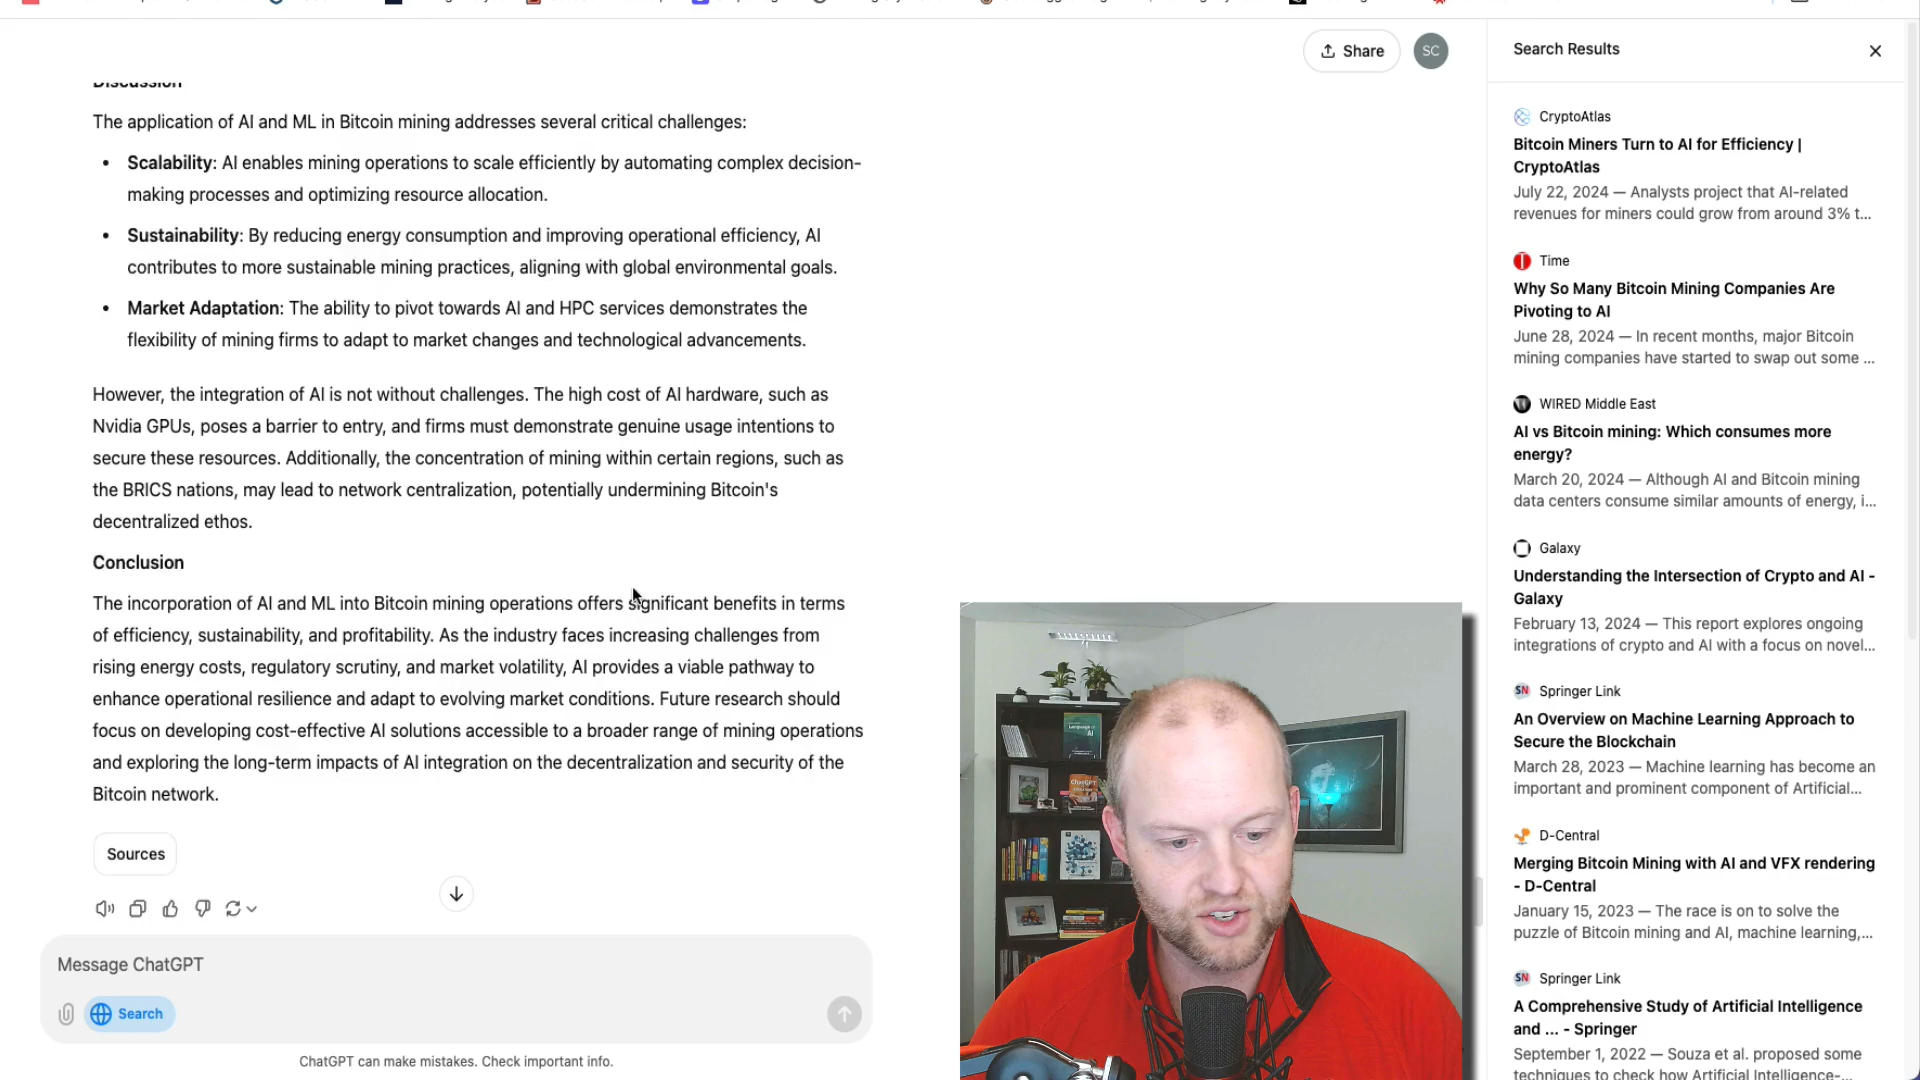 Share
SC
Discussion
The application of AI and ML in Bitcoin mining addresses several critical challenges:
• Scalability: AI enables mining operations to scale efficiently by automating complex decision-
making processes and optimizing resource allocation.
• Sustainability: By reducing energy consumption and improving operational efficiency, AI
contributes to more sustainable mining practices, aligning with global environmental goals.
• Market Adaptation: The ability to pivot towards AI and HPC services demonstrates the
flexibility of mining firms to adapt to market changes and technological advancements.
However, the integration of AI is not without challenges. The high cost of AI hardware, such as
Nvidia GPUs, poses a barrier to entry, and firms must demonstrate genuine usage intentions to
secure these resources. Additionally, the concentration of mining within certain regions, such as
the BRICS nations, may lead to network centralization, potentially undermining Bitcoin's
decentralized ethos.
Conclusion
The incorporation of AI and ML into Bitcoin mining operations offers significant benefits in terms
of efficiency, sustainability, and profitability. As the industry faces increasing challenges from
rising energy costs, regulatory scrutiny, and market volatility, AI provides a viable pathway to
enhance operational resilience and adapt to evolving market conditions. Future research should
focus on developing cost-effective AI solutions accessible to a broader range of mining operations
and exploring the long-term impacts of AI integration on the decentralization and security of the
Bitcoin network.
Sources
Message ChatGPT
Search
ChatGPT can make mistakes. Check important info.
Search Results
CryptoAtlas
Bitcoin Miners Turn to AI for Efficiency |
CryptoAtlas
July 22, 2024 — Analysts project that AI-related
revenues for miners could grow from around 3% t...
Time
Why So Many Bitcoin Mining Companies Are
Pivoting to AI
June 28, 2024 — In recent months, major Bitcoin
mining companies have started to swap out some ...
WIRED Middle East
AI vs Bitcoin mining: Which consumes more
energy?
March 20, 2024 — Although AI and Bitcoin mining
data centers consume similar amounts of energy, i...
Galaxy
Understanding the Intersection of Crypto and AI -
Galaxy
February 13, 2024 — This report explores ongoing
integrations of crypto and AI with a focus on novel...
SN Springer Link
An Overview on Machine Learning Approach to
Secure the Blockchain
March 28, 2023 — Machine learning has become an
important and prominent component of Artificial...
D-Central
Merging Bitcoin Mining with AI and VFX rendering
- D-Central
January 15, 2023 — The race is on to solve the
puzzle of Bitcoin mining and AI, machine learning,...
SN Springer Link
A Comprehensive Study of Artificial Intelligence
and ... - Springer
September 1, 2022 — Souza et al. proposed some
techniques to check how Artificial Intelligence-...
ChatGPT